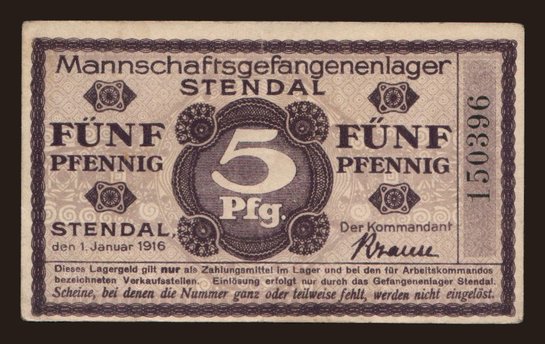 Mannschaftsgefangenenlager
STENDAL
FÜNF
PFENNIG
5
Pfg.
FÜNF
PFENNIG
STENDAL,
den 1. Januar 1916
Der Kommandant
150396
Dieses Lagergeld gilt nur als Zahlungsmittel im Lager und bei den für Arbeitskommandos
bezeichneten Verkaufsstellen. Einlösung erfolgt nur durch das Gefangenenlager Stendal.
Scheine, bei denen die Nummer ganz oder teilweise fehlt, werden nicht eingelöst.